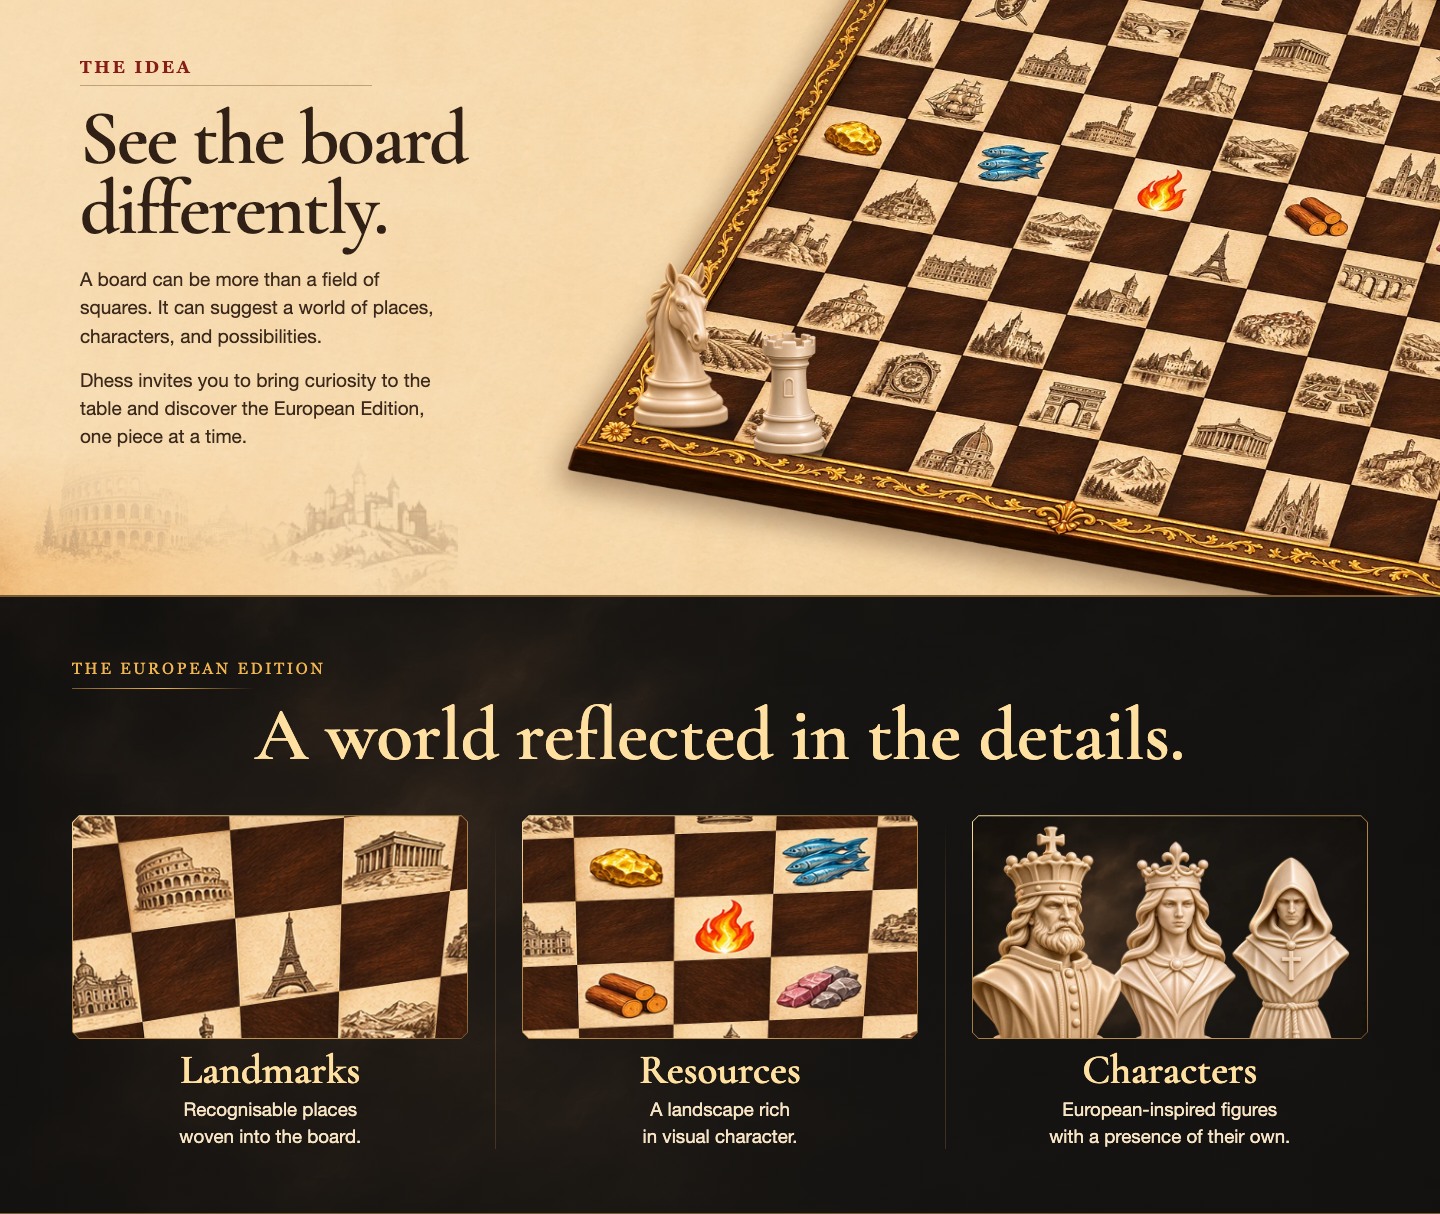 THE IDEA
See the board
differently.
A board can be more than a field of
squares. It can suggest a world of places,
characters, and possibilities.
Dhess invites you to bring curiosity to the
table and discover the European Edition,
one piece at a time.
THE EUROPEAN EDITION
A world reflected in the details.
Landmarks
Recognisable places
woven into the board.
Resources
A landscape rich
in visual character.
Characters
European-inspired figures
with a presence of their own.